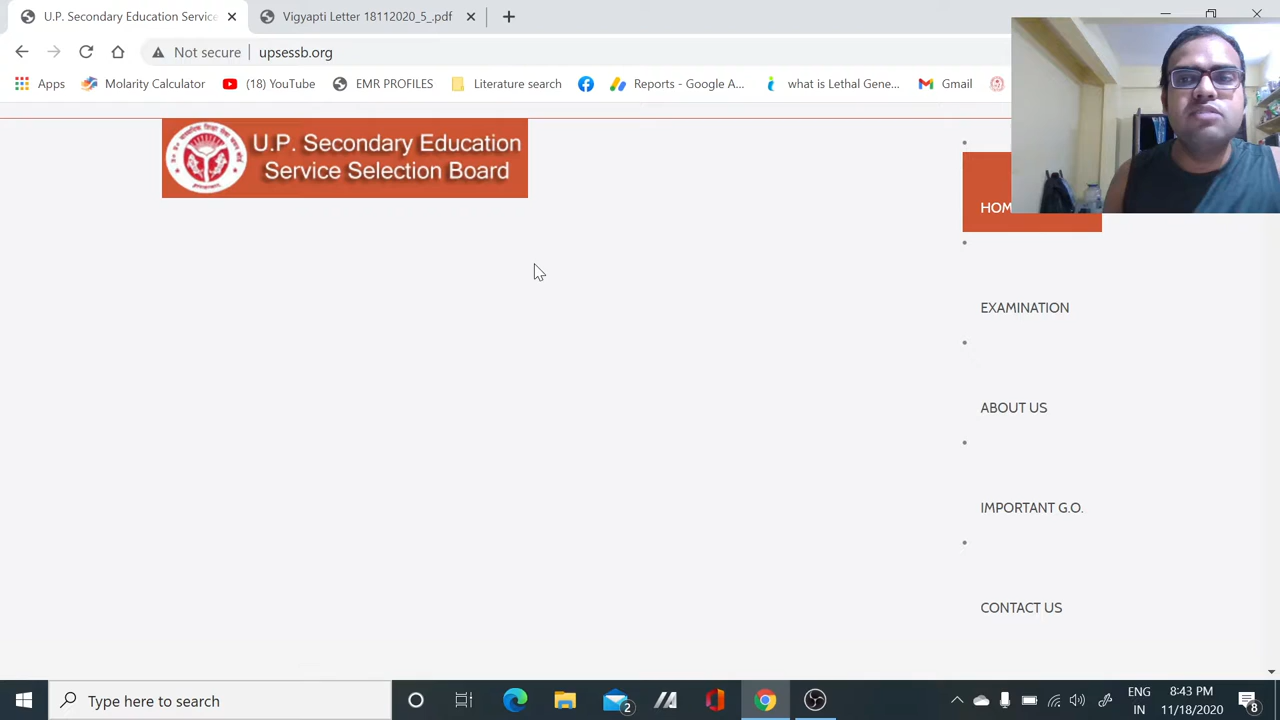 U.P. Secondary Education Service
Vigyapti Letter 18112020_5_.pdf
Not secure
upsessb.org
Apps
Molarity Calculator
(18) YouTube
EMR PROFILES
Literature search
Reports - Google A...
what is Lethal Gene...
Gmail
U.P. Secondary Education
Service Selection Board
HOM
EXAMINATION
ABOUT US
IMPORTANT G.O.
CONTACT US
Type here to search
2
ENG
IN
8:43 PM
11/18/2020
8